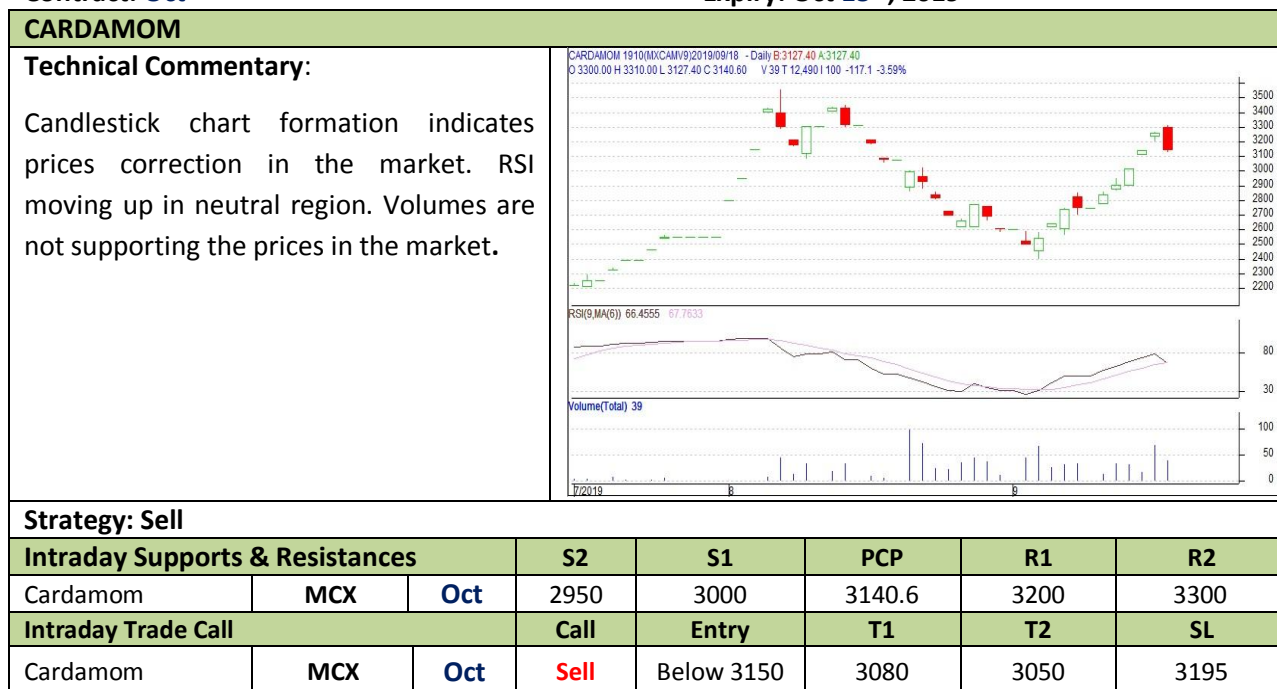 CARDAMOM
Technical Commentary:
Candlestick chart formation indicates
prices correction in the market. RSI
moving up in neutral region. Volumes are
not supporting the prices in the market.
CARDAMOM 1910(MXCAMV9)2019/09/18 - Daily B:3127.40 A:3127.40
O 3300.00 H 3310.00 L 3127.40 C 3140.60 V 39 T 12,490 I 100 -117.1 -3.59%
3500
3400
3300
3200
3100
3000
2900
2800
2700
2600
2500
2400
2300
2200
RSI(9,MA(6)) 66.4555 67.7633
80
30
Volume(Total) 39
100
50
0
7/2019 8 9
Strategy: Sell
Intraday Supports & Resistances S2 S1 PCP R1 R2
Cardamom MCX Oct 2950 3000 3140.6 3200 3300
Intraday Trade Call Call Entry T1 T2 SL
Cardamom MCX Oct Sell Below 3150 3080 3050 3195